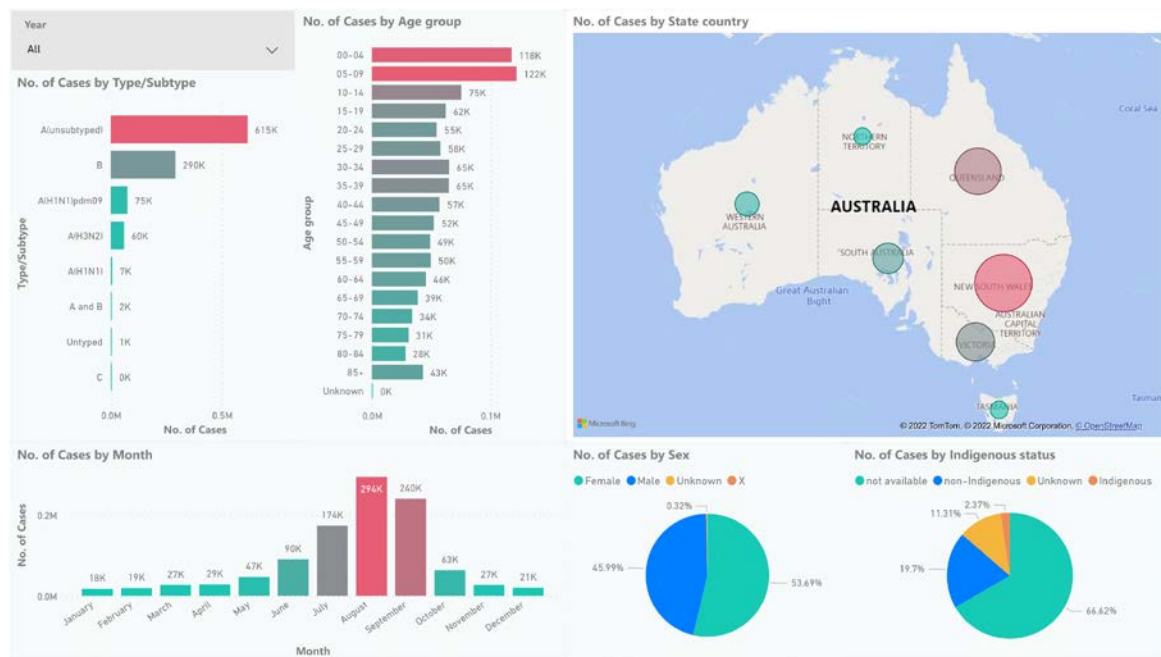 Year
All
No. of Cases by Type/Subtype
Type/Subtype
A(unsubtyped)
615K
B
290K
A(H1N1)pdm09
75K
A(H3N2)
60K
A(H1N1)
7K
A and B
2K
Untyped
1K
C
0K
0.0M
0.5M
No. of Cases
No. of Cases by Age group
Age group
00-04
118K
05-09
122K
10-14
75K
15-19
62K
20-24
55K
25-29
58K
30-34
65K
35-39
65K
40-44
57K
45-49
52K
50-54
49K
55-59
50K
60-64
46K
65-69
39K
70-74
34K
75-79
31K
80-84
28K
85+
43K
Unknown
0K
0.0M
0.1M
No. of Cases
No. of Cases by State country
Coral Sea
NORTHERN
TERRITORY
QUEENSLAND
AUSTRALIA
WESTERN
AUSTRALIA
SOUTH AUSTRALIA
Great Australian
Bight
NEW SOUTH WALES
AUSTRALIAN
CAPITAL
TERRITORY
VICTORIA
TASMANIA
Tasman
Microsoft Bing
© 2022 TomTom, © 2022 Microsoft Corporation, © OpenStreetMap
No. of Cases by Month
No. of Cases
0.2M
0.0M
18K
19K
27K
29K
47K
90K
174K
294K
240K
63K
27K
21K
January
February
March
April
May
June
July
August
September
October
November
December
Month
No. of Cases by Sex
Female Male Unknown X
0.32%
45.99%
53.69%
No. of Cases by Indigenous status
not available non-Indigenous Unknown Indigenous
2.37%
11.31%
19.7%
66.62%